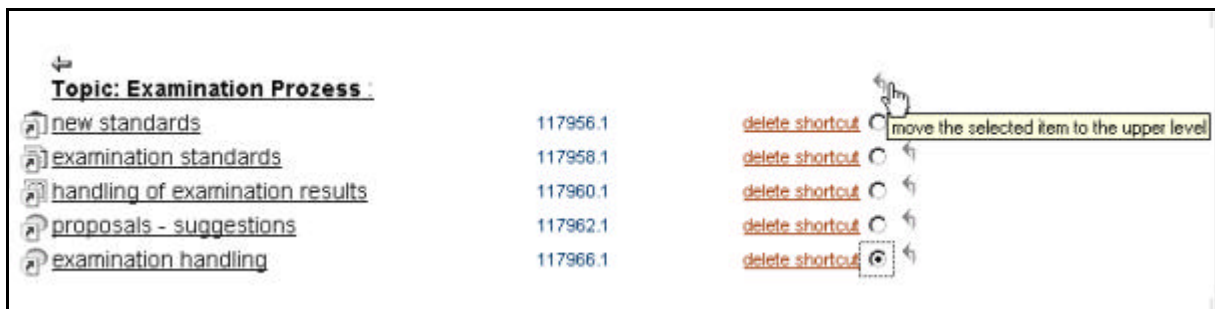 Topic: Examination Prozess :
new standards 117956.1 delete shortcut move the selected item to the upper level
examination standards 117958.1 delete shortcut
handling of examination results 117960.1 delete shortcut
proposals - suggestions 117962.1 delete shortcut
examination handling 117966.1 delete shortcut